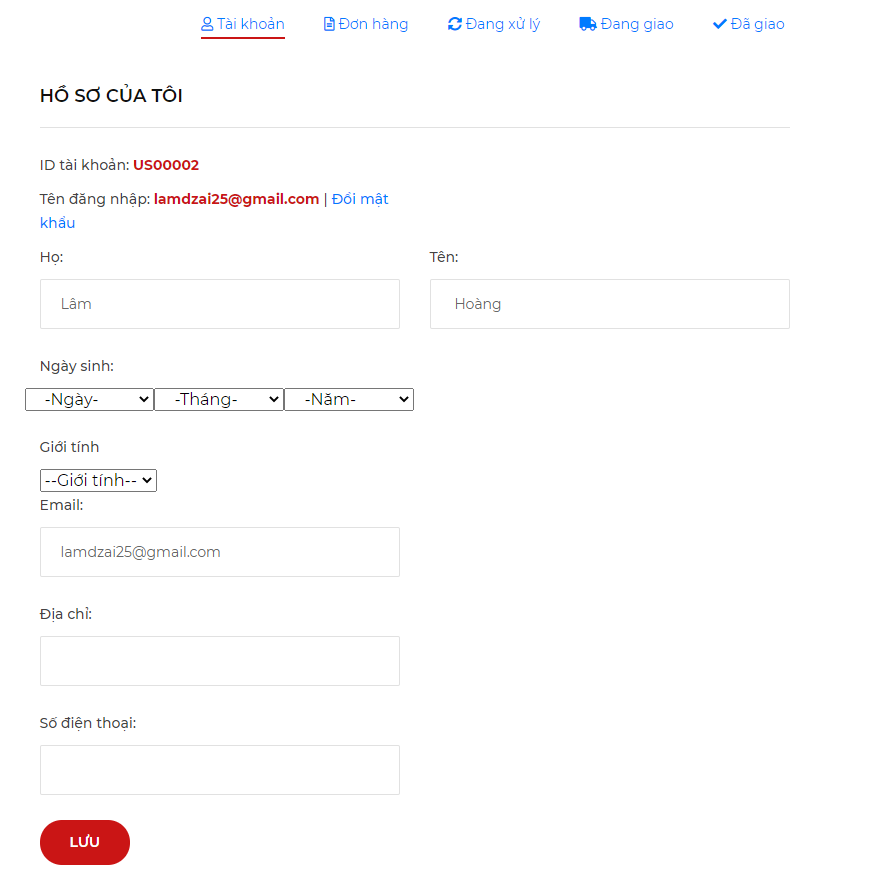 Tài khoản Đơn hàng Đang xử lý Đang giao Đã giao
HỒ SƠ CỦA TÔI
ID tài khoản: US00002
Tên đăng nhập: lamdzai25@gmail.com | Đổi mật
khẩu
Họ: Tên:
Lâm Hoàng
Ngày sinh:
-Ngày- -Tháng- -Năm-
Giới tính
--Giới tính--
Email:
lamdzai25@gmail.com
Địa chỉ:
Số điện thoại:
LƯU